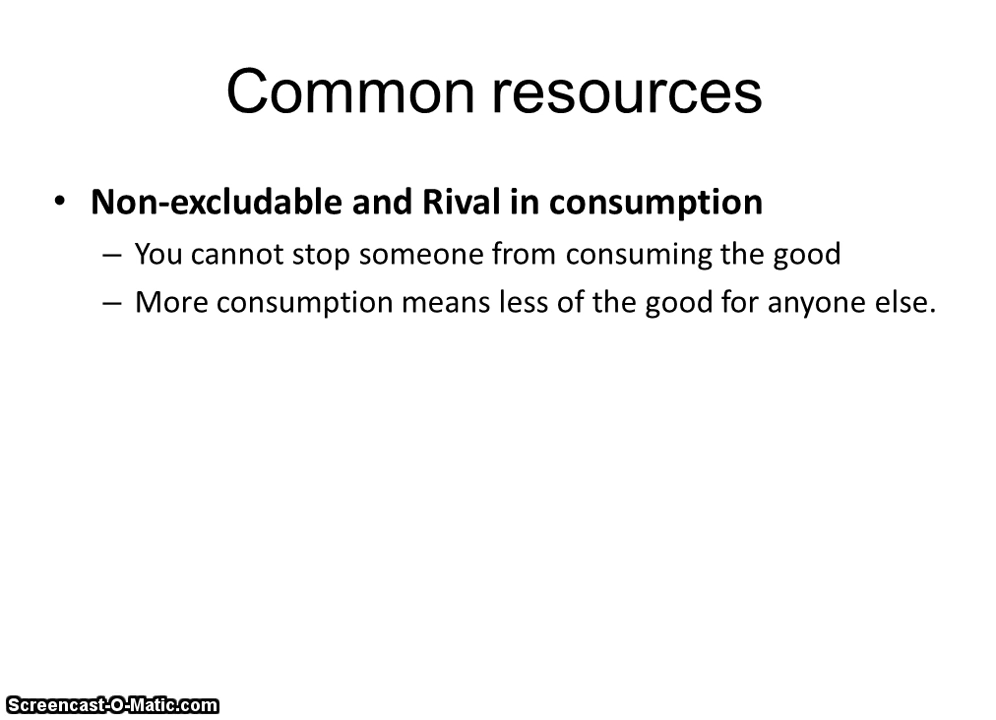 Common resources
• Non-excludable and Rival in consumption
– You cannot stop someone from consuming the good
– More consumption means less of the good for anyone else.
Screencast-O-Matic.com